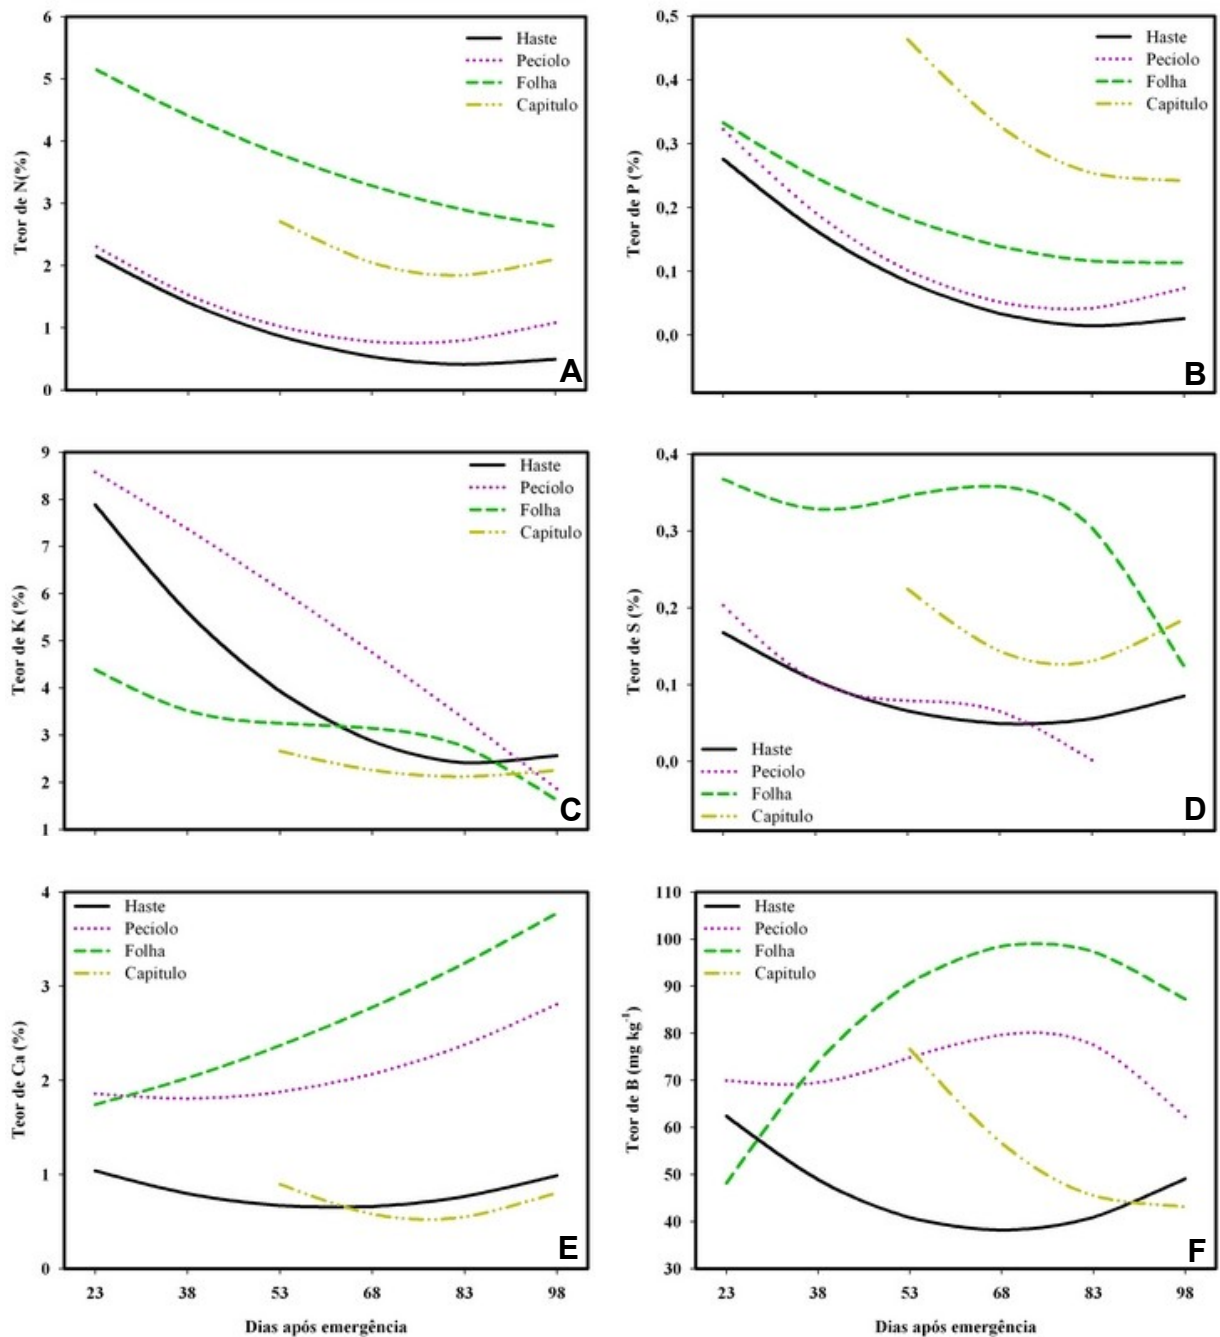 6
5
4
3
2
1
0
Teor de N(%)
Haste
Peciolo
Folha
Capitulo
A
0,5
0,4
0,3
0,2
0,1
0,0
Teor de P (%)
Haste
Peciolo
Folha
Capitulo
B
9
8
7
6
5
4
3
2
1
Teor de K (%)
Haste
Peciolo
Folha
Capitulo
C
0,4
0,3
0,2
0,1
0,0
Teor de S (%)
Haste
Peciolo
Folha
Capitulo
D
4
3
2
1
0
Teor de Ca (%)
Haste
Peciolo
Folha
Capitulo
E
23 38 53 68 83 98
Dias após emergência
110
100
90
80
70
60
50
40
30
Teor de B (mg kg⁻¹)
Haste
Peciolo
Folha
Capitulo
F
23 38 53 68 83 98
Dias após emergência